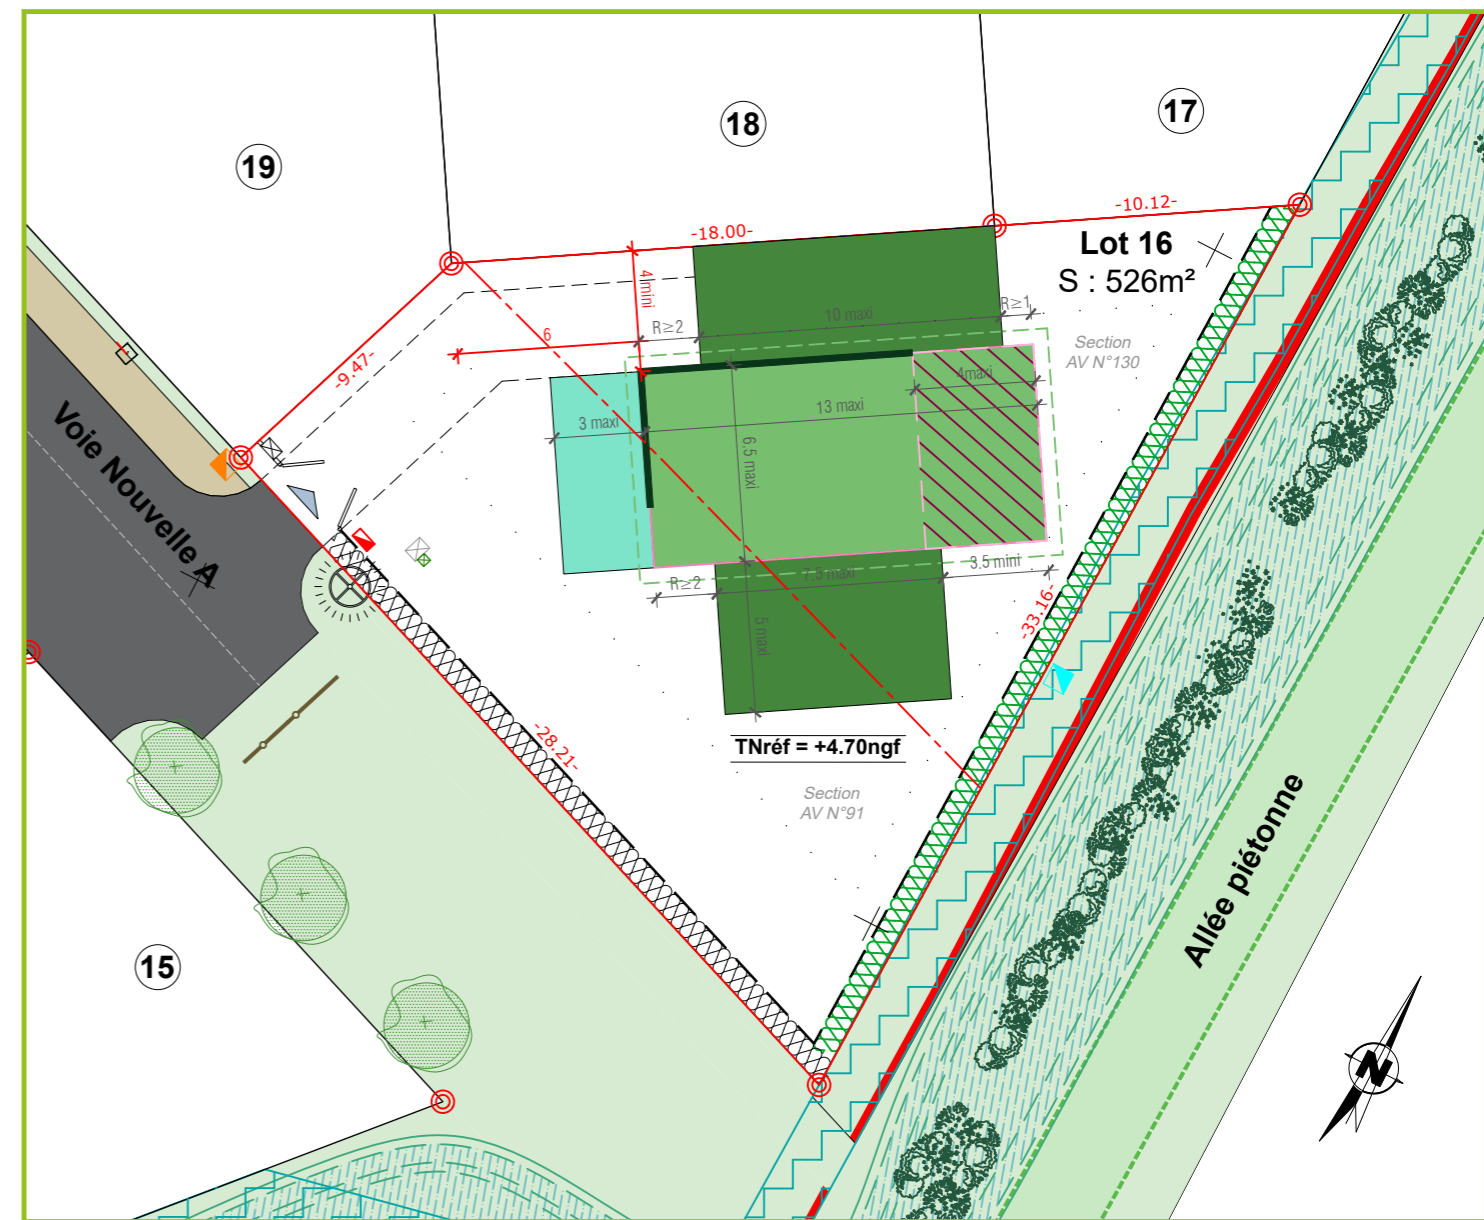 18
17
19
-10.12-
-18.00-
Lot 16
S : 526m²
4 mini
R≥1
10 maxi
R≥2
6
Section
AV N°130
-9.47-
4maxi
13 maxi
3 maxi
Voie Nouvelle A
6,5 maxi
3,5 mini
7,5 maxi
R≥2
-33.16-
5 maxi
-28.21-
TNréf = +4.70ngf
Section
AV N°91
Allée piétonne
15
N